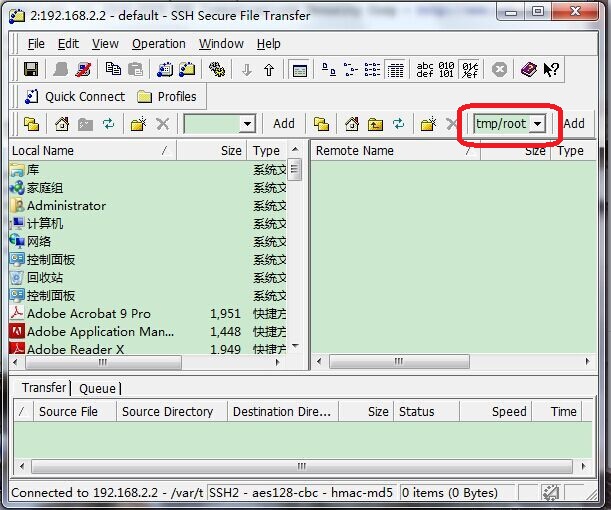 2:192.168.2.2 - default - SSH Secure File Transfer
File Edit View Operation Window Help
abc 010 01¢
def 101 ⁄ef
Quick Connect Profiles
Add tmp/root Add
Local Name / Size Type Remote Name / Size Type
库 系统文
家庭组 系统文
Administrator 系统文
计算机 系统文
网络 系统文
控制面板 系统文
回收站 系统文
控制面板 系统文
Adobe Acrobat 9 Pro 1,951 快捷方
Adobe Application Man... 1,448 快捷方
Adobe Reader X 1,949 快捷方
Transfer Queue
/ Source File Source Directory Destination Dire... Size Status Speed Time
Connected to 192.168.2.2 - /var/t SSH2 - aes128-cbc - hmac-md5 0 items (0 Bytes)